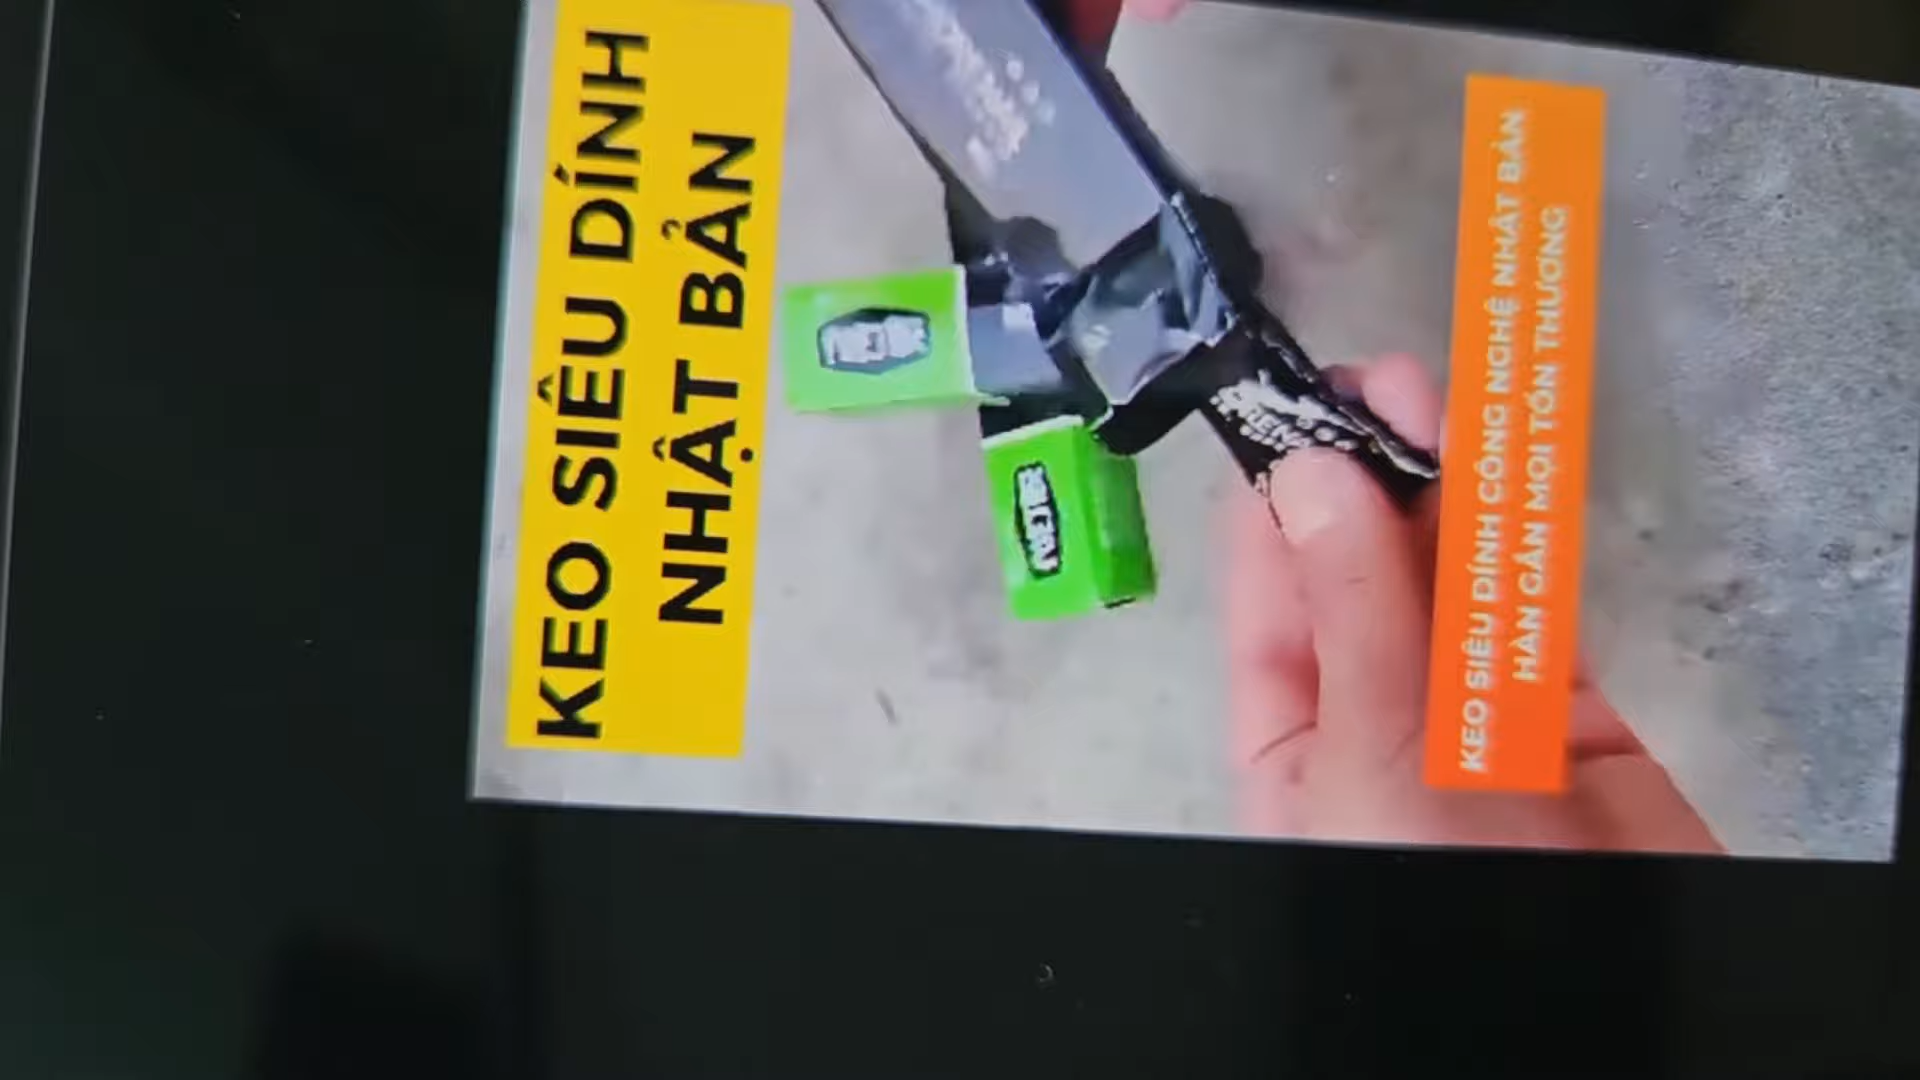 KEO SIÊU DÍNH
NHẬT BẢN
KEO SIÊU DÍNH CÔNG NGHỆ NHẬT BẢN
HÀN GẮN MỌI TỔN THƯƠNG